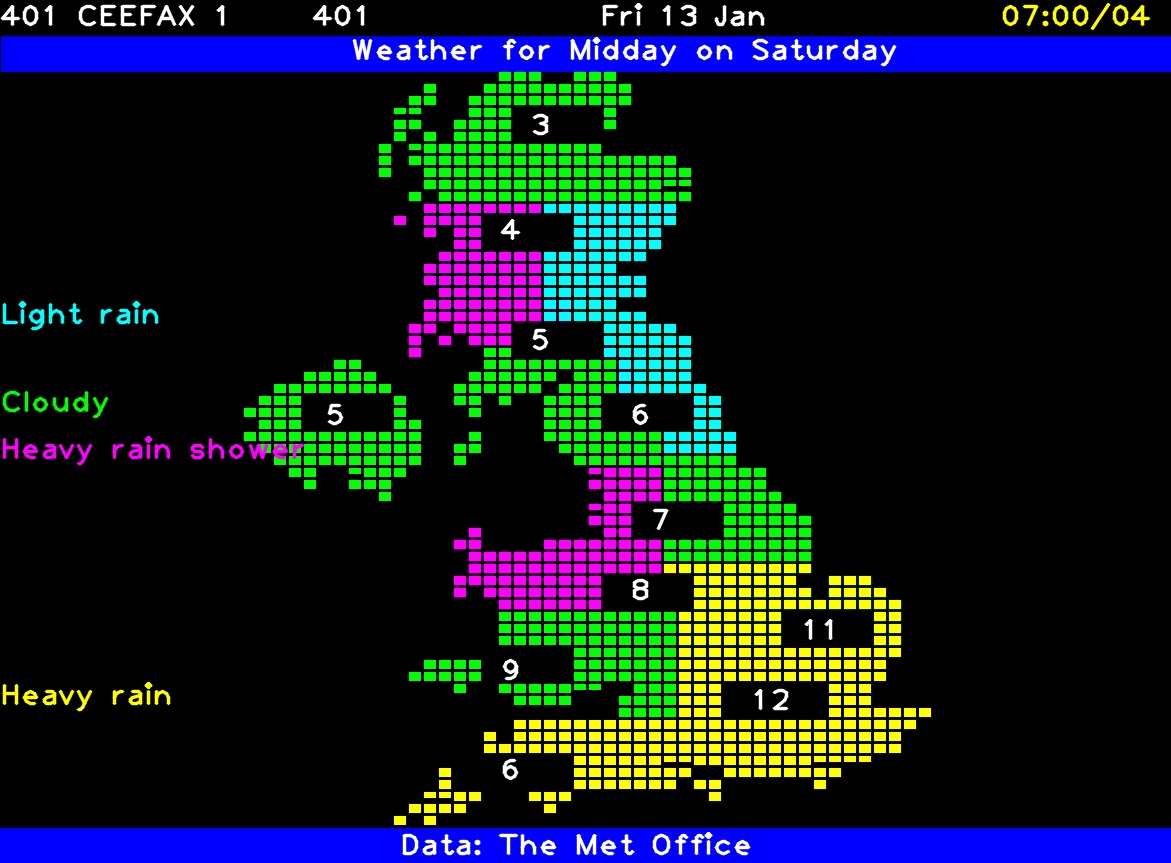 401 CEEFAX 1 401 Fri 13 Jan 07:00/04
Weather for Midday on Saturday
3
4
Light rain
5
Cloudy
5 6
Heavy rain shower
7
8
11
9
Heavy rain
12
6
Data: The Met Office